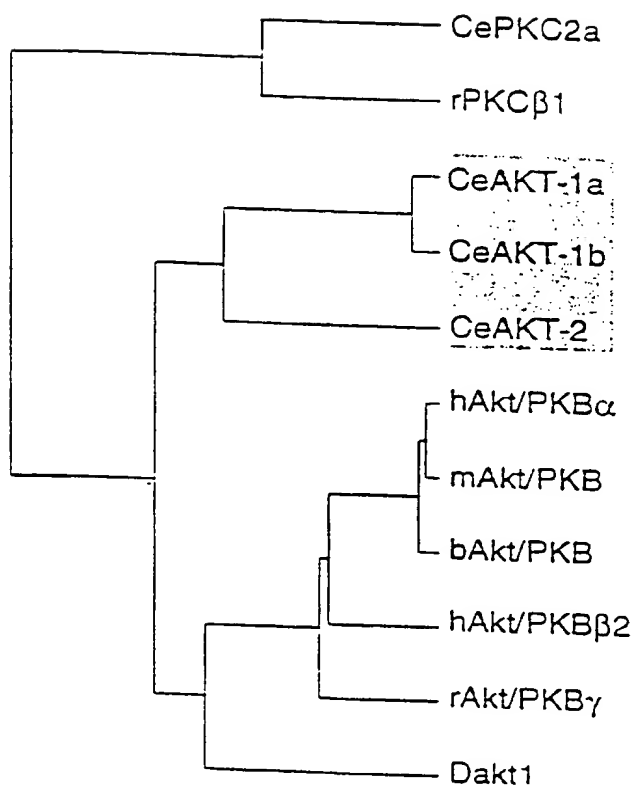 CePKC2a
rPKCβ1
CeAKT-1a
CeAKT-1b
CeAKT-2
hAkt/PKBα
mAkt/PKB
bAkt/PKB
hAkt/PKBβ2
rAkt/PKBγ
Dakt1